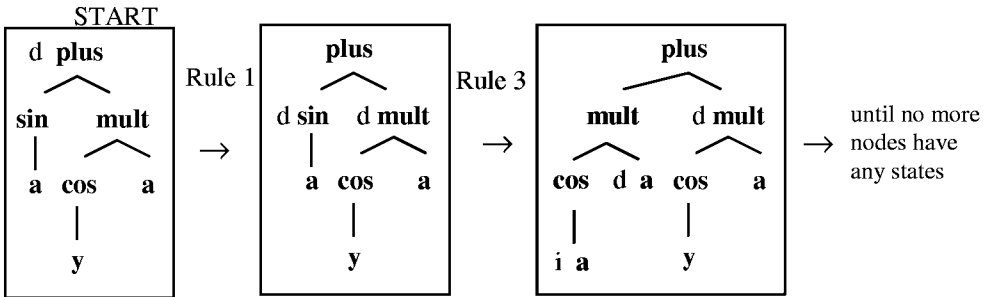 START
d plus
sin mult
a cos a
y
Rule 1
→
plus
d sin d mult
a cos a
y
Rule 3
→
plus
mult d mult
cos d a cos a
i a y
→
until no more
nodes have
any states